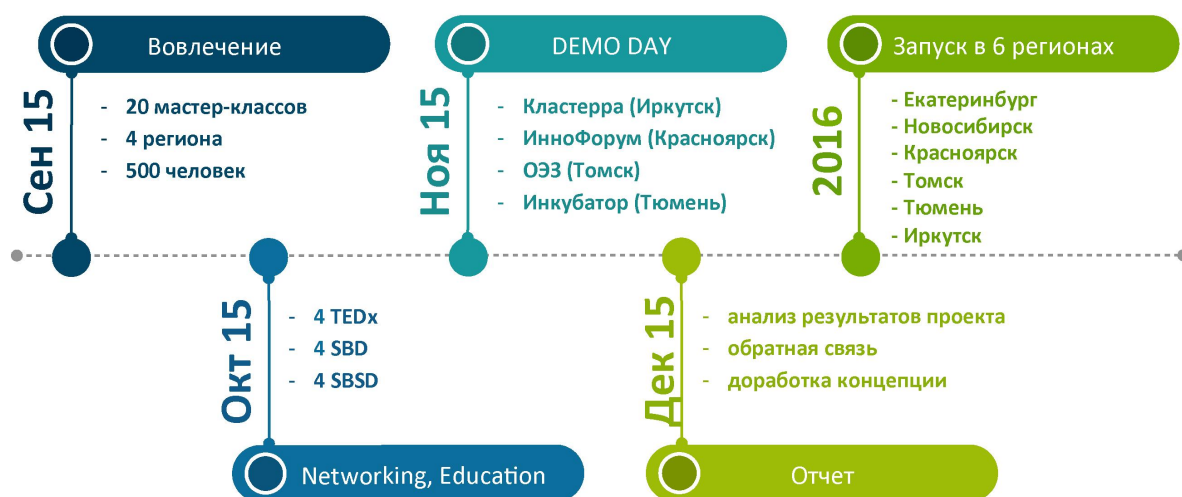 Вовлечение
Сен 15
- 20 мастер-классов
- 4 региона
- 500 человек
Окт 15
- 4 TEDx
- 4 SBD
- 4 SBSD
Networking, Education
DEMO DAY
Ноя 15
- Кластерра (Иркутск)
- ИнноФорум (Красноярск)
- ОЭЗ (Томск)
- Инкубатор (Тюмень)
Дек 15
- анализ результатов проекта
- обратная связь
- доработка концепции
Отчет
Запуск в 6 регионах
2016
- Екатеринбург
- Новосибирск
- Красноярск
- Томск
- Тюмень
- Иркутск